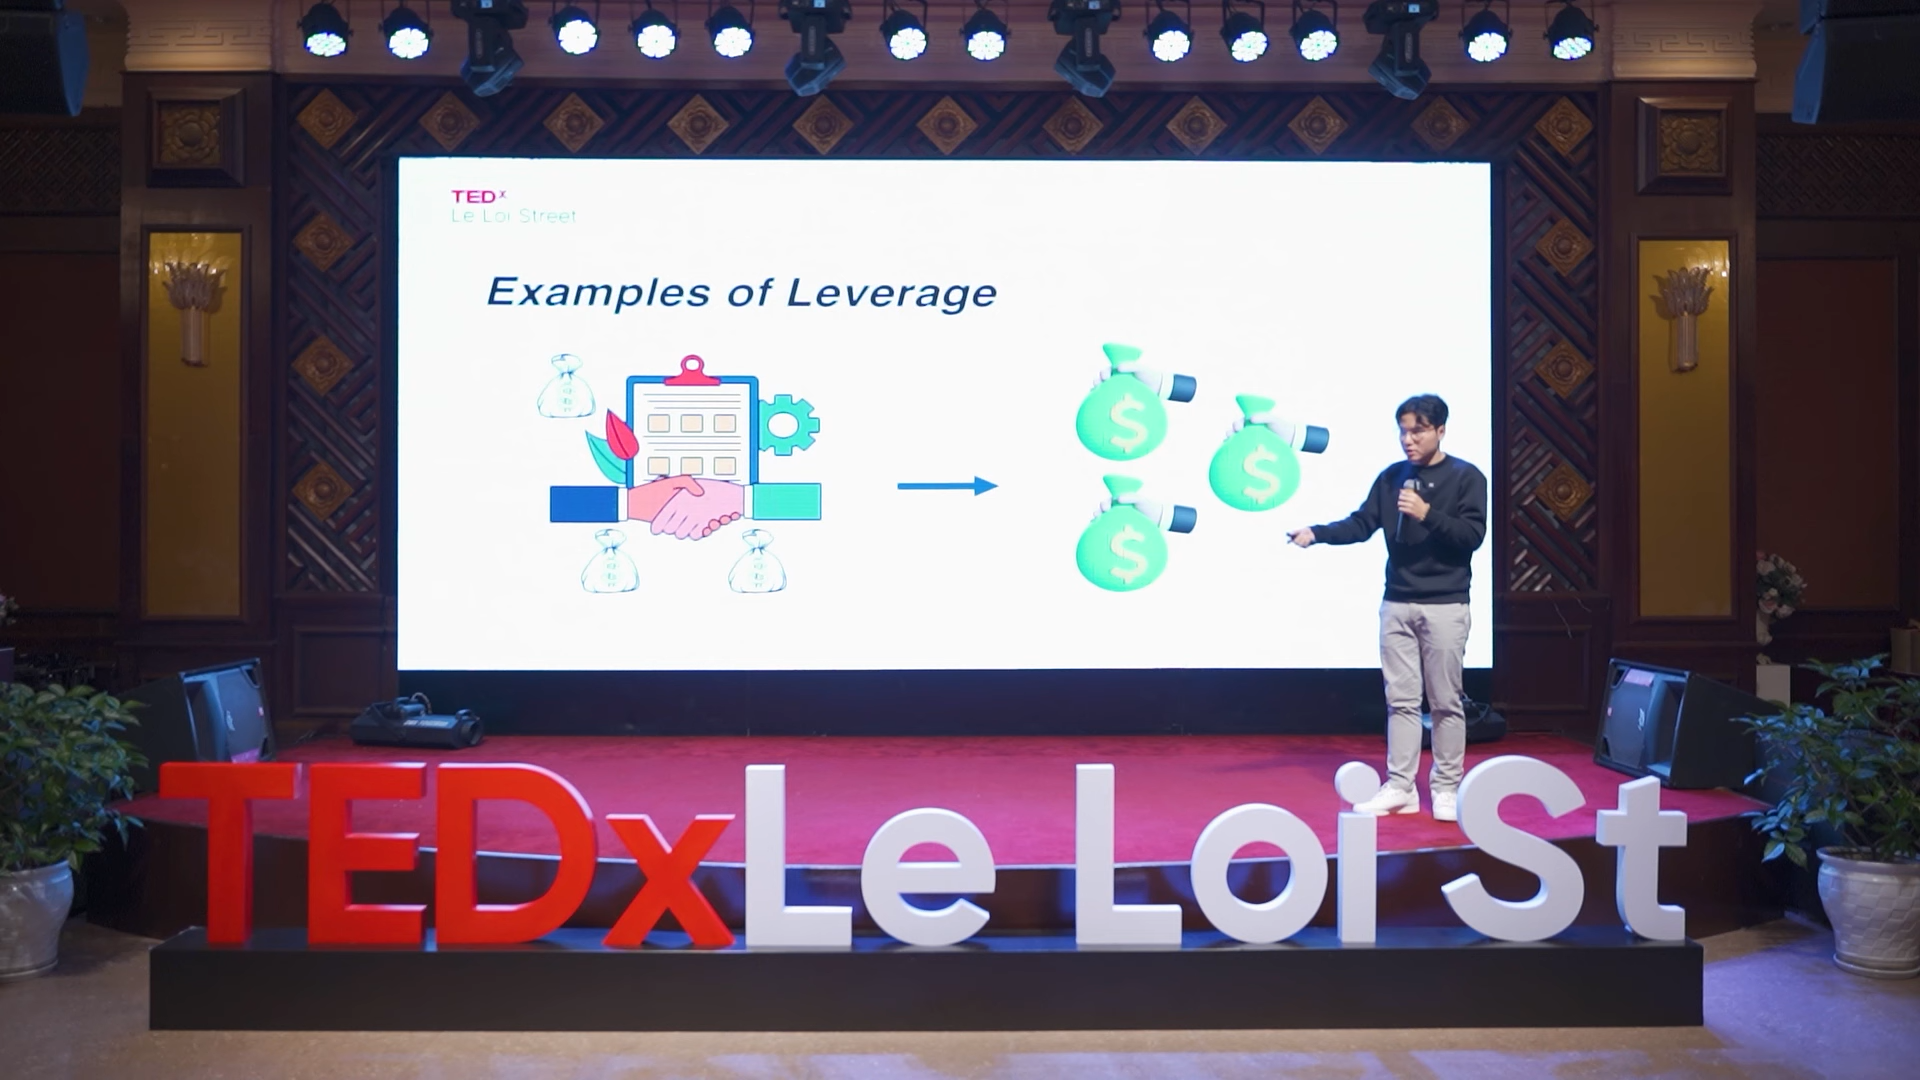 TEDx
Le Loi Street
Examples of Leverage
$
$
$
TEDxLe Loi St